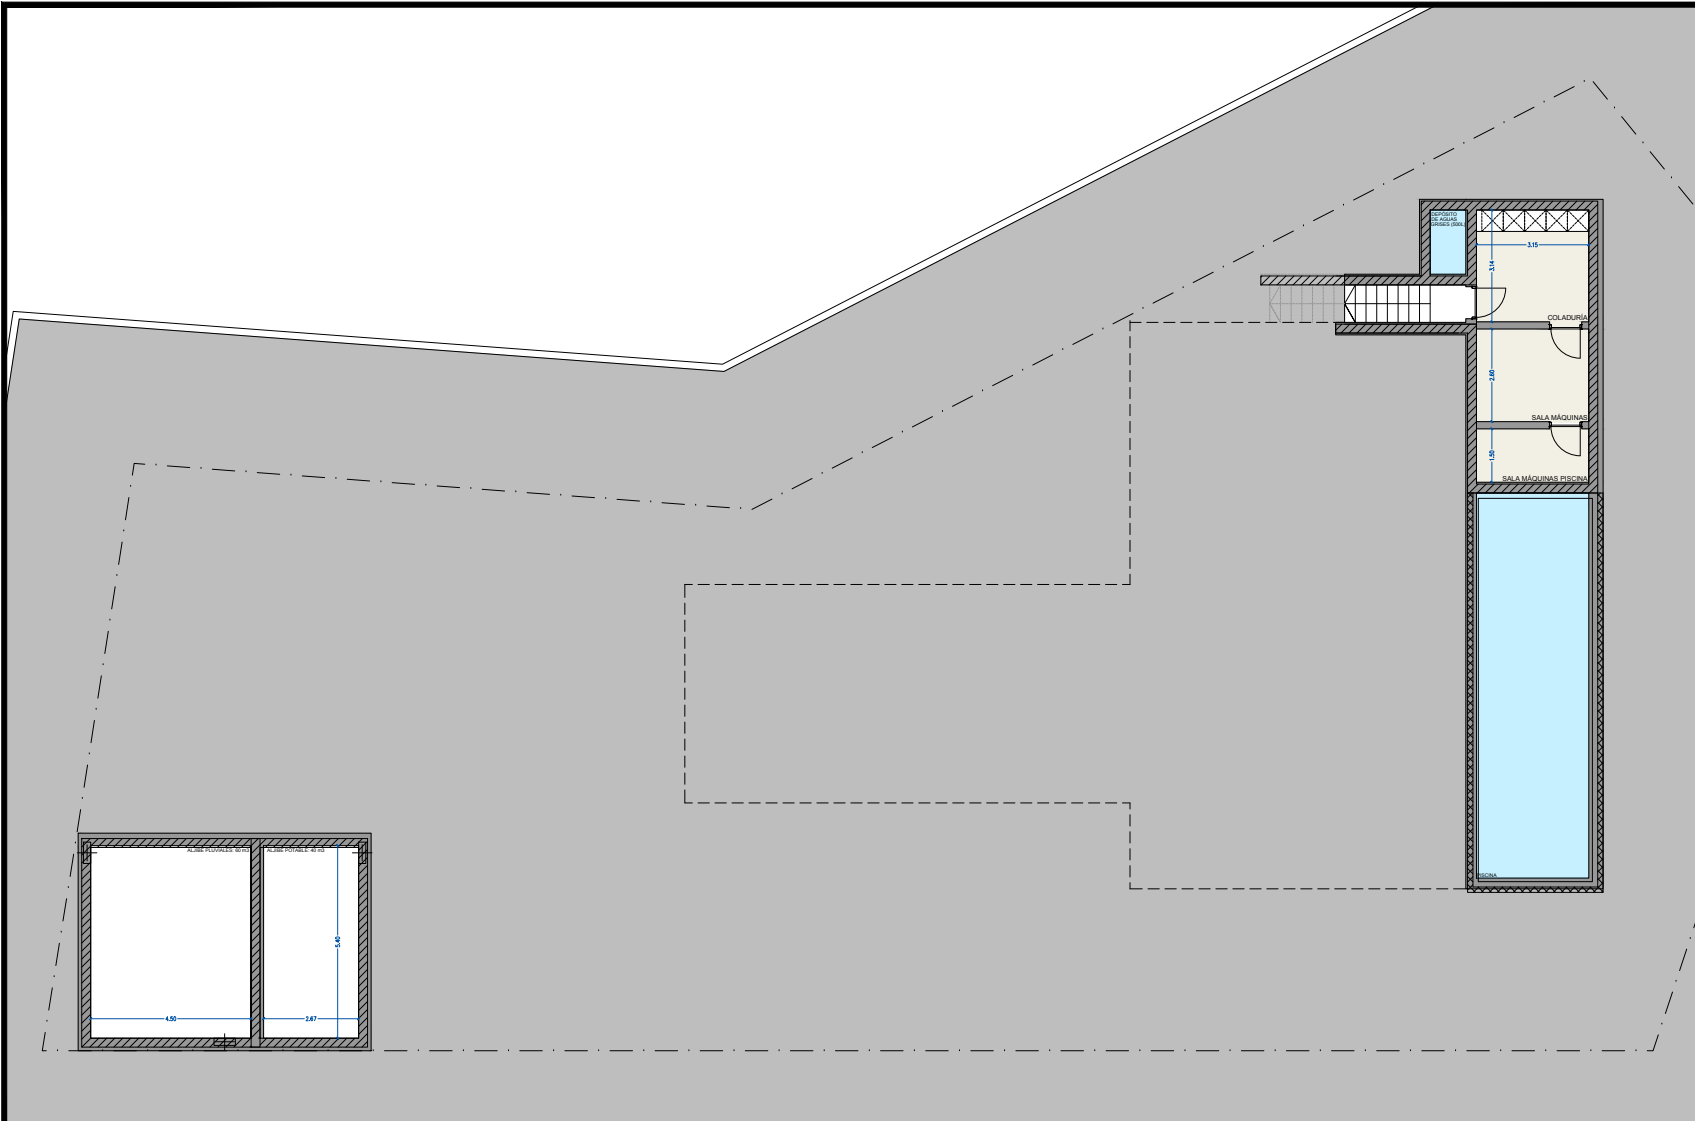 DEPÓSITO
DE AGUAS
GRISES (500L)
3.15
3.14
COLADURÍA
2.60
SALA MÁQUINAS
1.50
SALA MÁQUINAS PISCINA
PISCINA
ALJIBE PLUVIALES: 60 m3
ALJIBE POTABLE: 40 m3
5.40
4.50
2.67